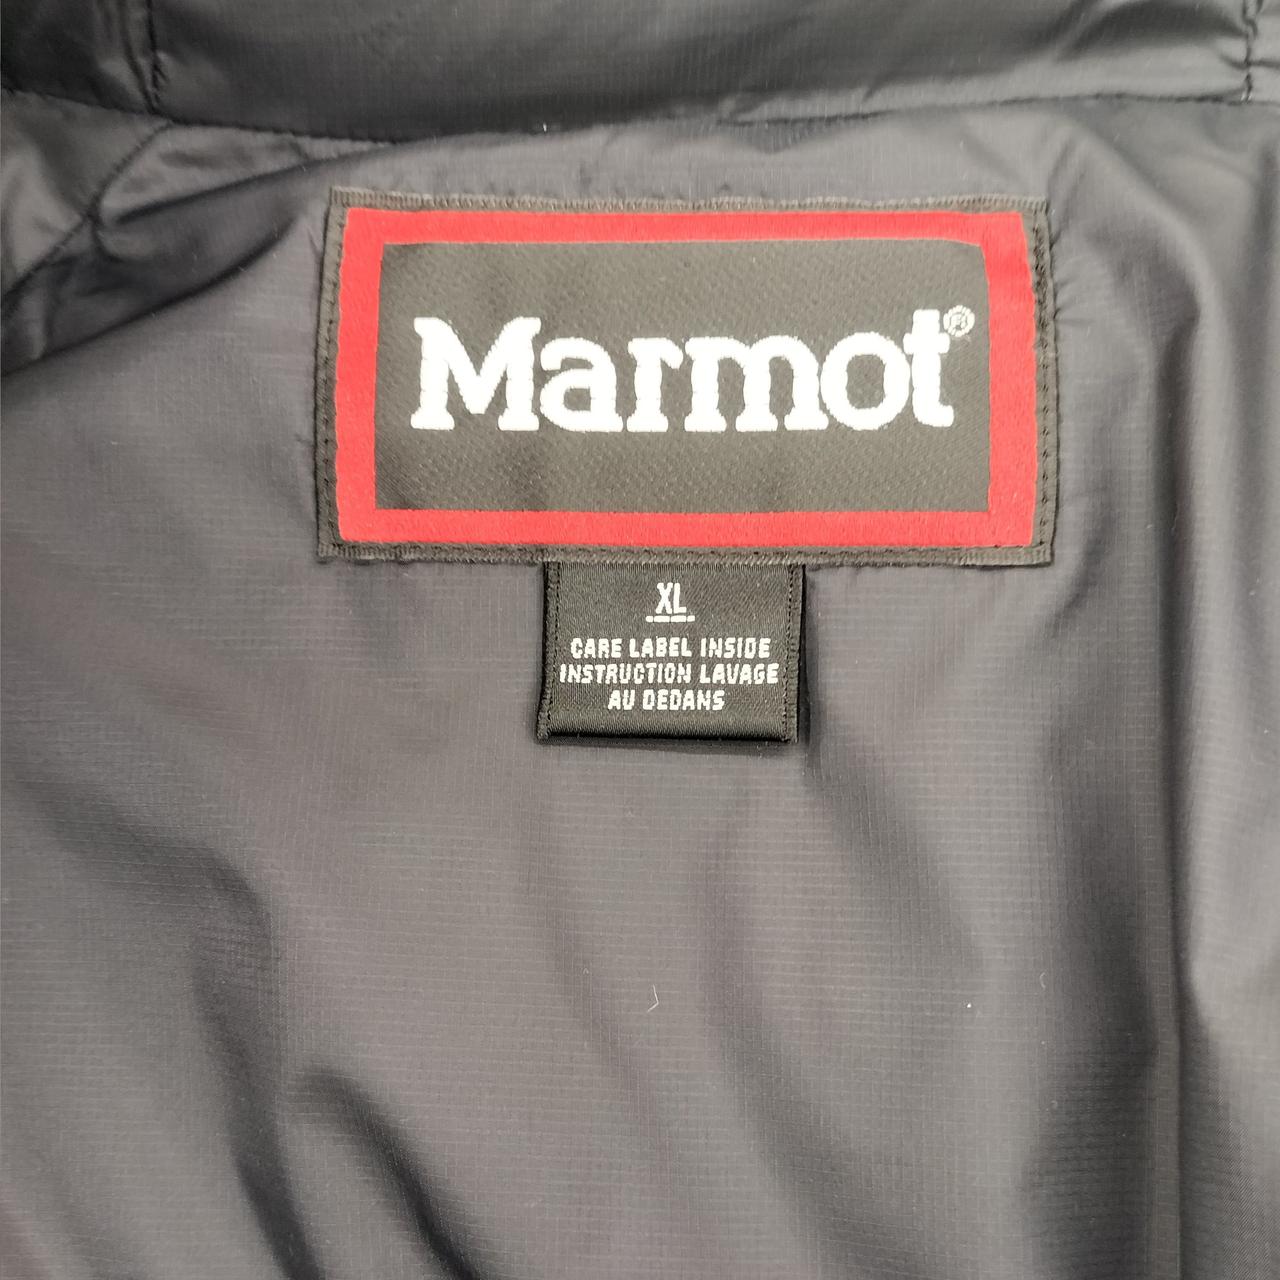 Marmot®
XL
CARE LABEL INSIDE
INSTRUCTION LAVAGE
AU DEDANS